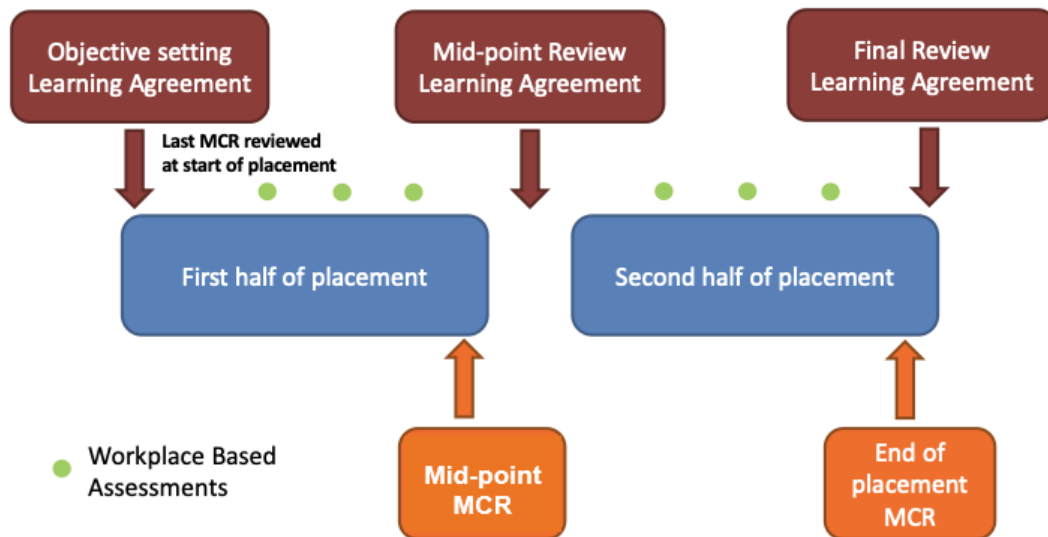 Objective setting
Learning Agreement
Mid-point Review
Learning Agreement
Final Review
Learning Agreement
Last MCR reviewed
at start of placement
First half of placement
Second half of placement
Workplace Based
Assessments
Mid-point
MCR
End of
placement
MCR